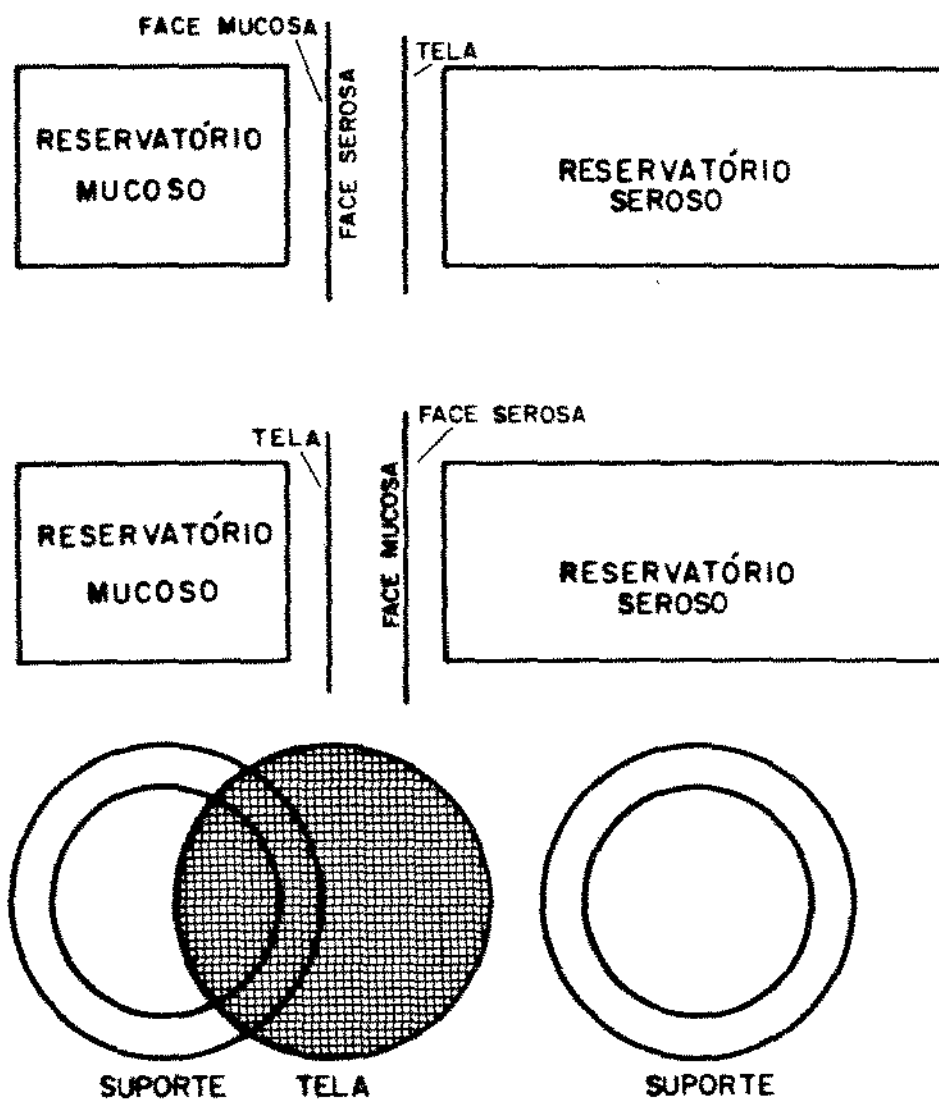 FACE MUCOSA
TELA
RESERVATÓRIO
MUCOSO
FACE SEROSA
RESERVATÓRIO
SEROSO
FACE SEROSA
TELA
RESERVATÓRIO
MUCOSO
FACE MUCOSA
RESERVATÓRIO
SEROSO
SUPORTE TELA SUPORTE